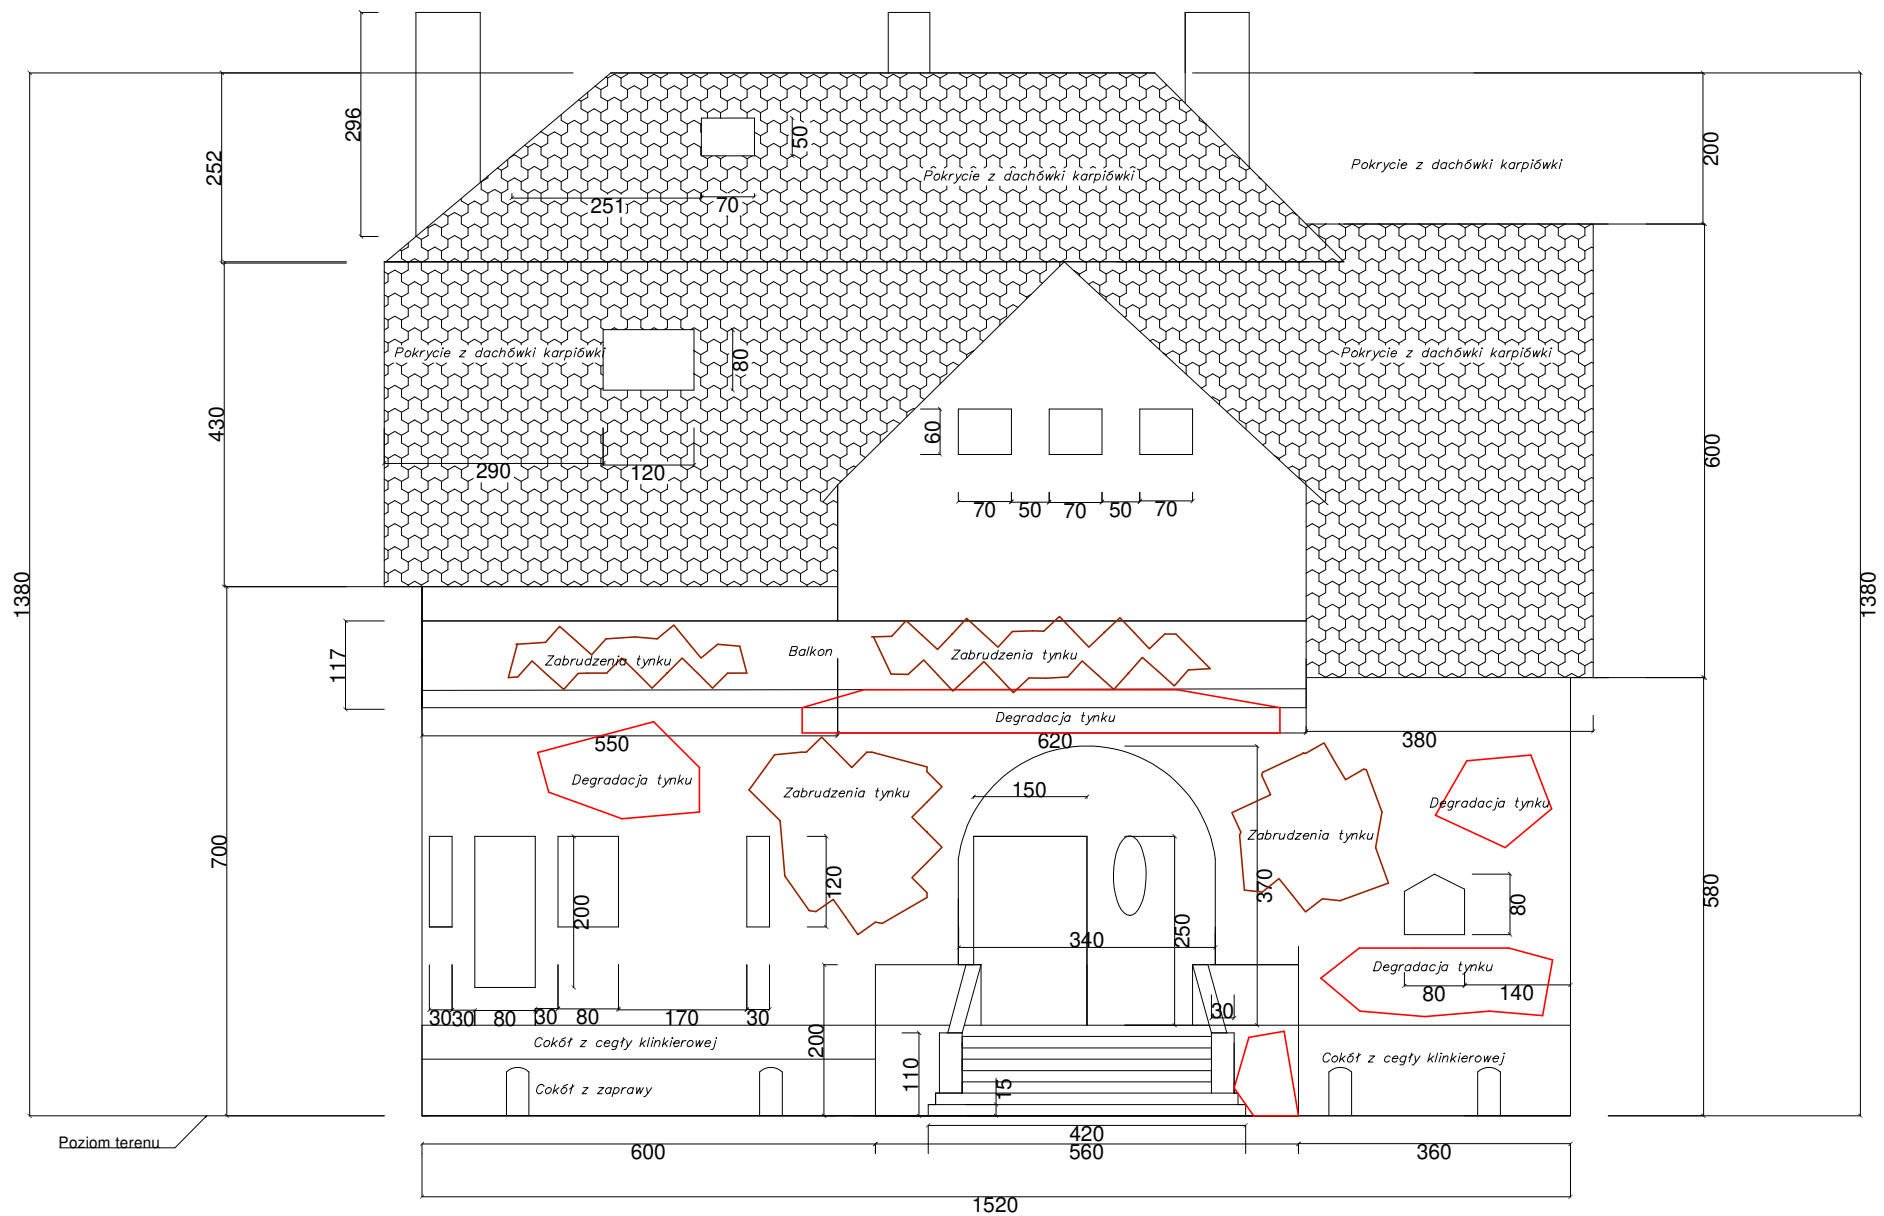 296
252
50
200
Pokrycie z dachówki karpiówki
Pokrycie z dachówki karpiówki
251
70
Pokrycie z dachówki karpiówki
80
Pokrycie z dachówki karpiówki
430
60
600
290
120
70
50
70
50
70
1380
1380
117
Zabrudzenia tynku
Balkon
Zabrudzenia tynku
Degradacja tynku
550
620
380
Degradacja tynku
Zabrudzenia tynku
150
Degradacja tynku
Zabrudzenia tynku
700
120
370
580
200
80
250
340
Degradacja tynku
80
140
30
30
80
30
80
170
30
30
200
Cokół z cegły klinkierowej
Cokół z cegły klinkierowej
110
15
Cokół z zaprawy
Poziom terenu
420
600
560
360
1520